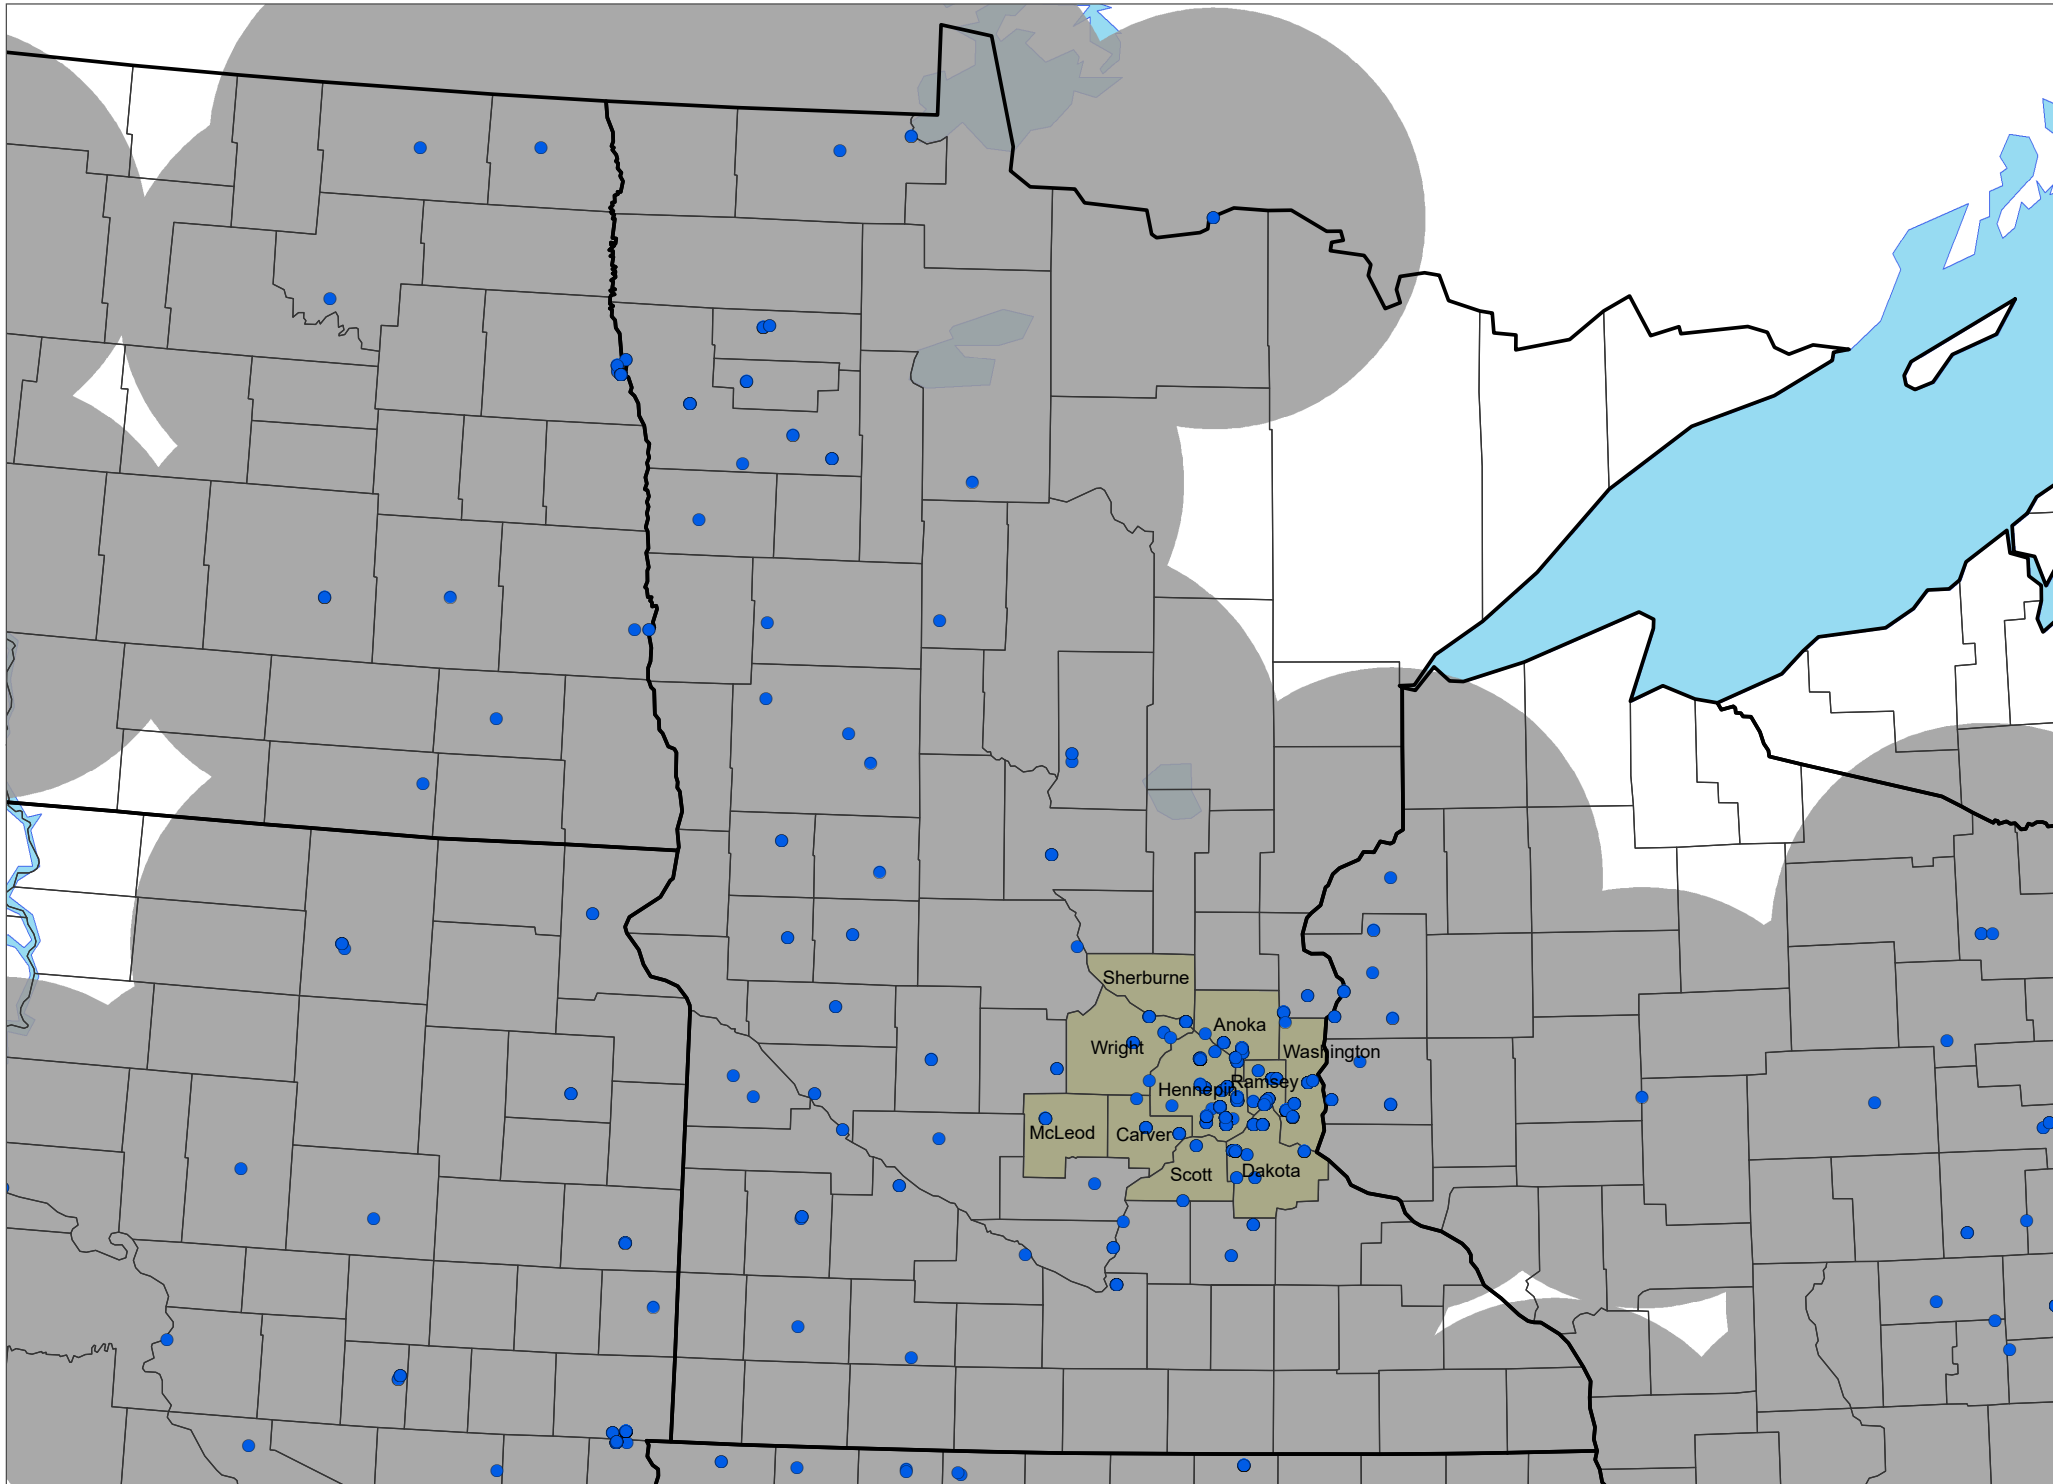 Sherburne
Anoka
Wright
Washington
Ramsey
Hennepin
McLeod
Carver
Scott
Dakota